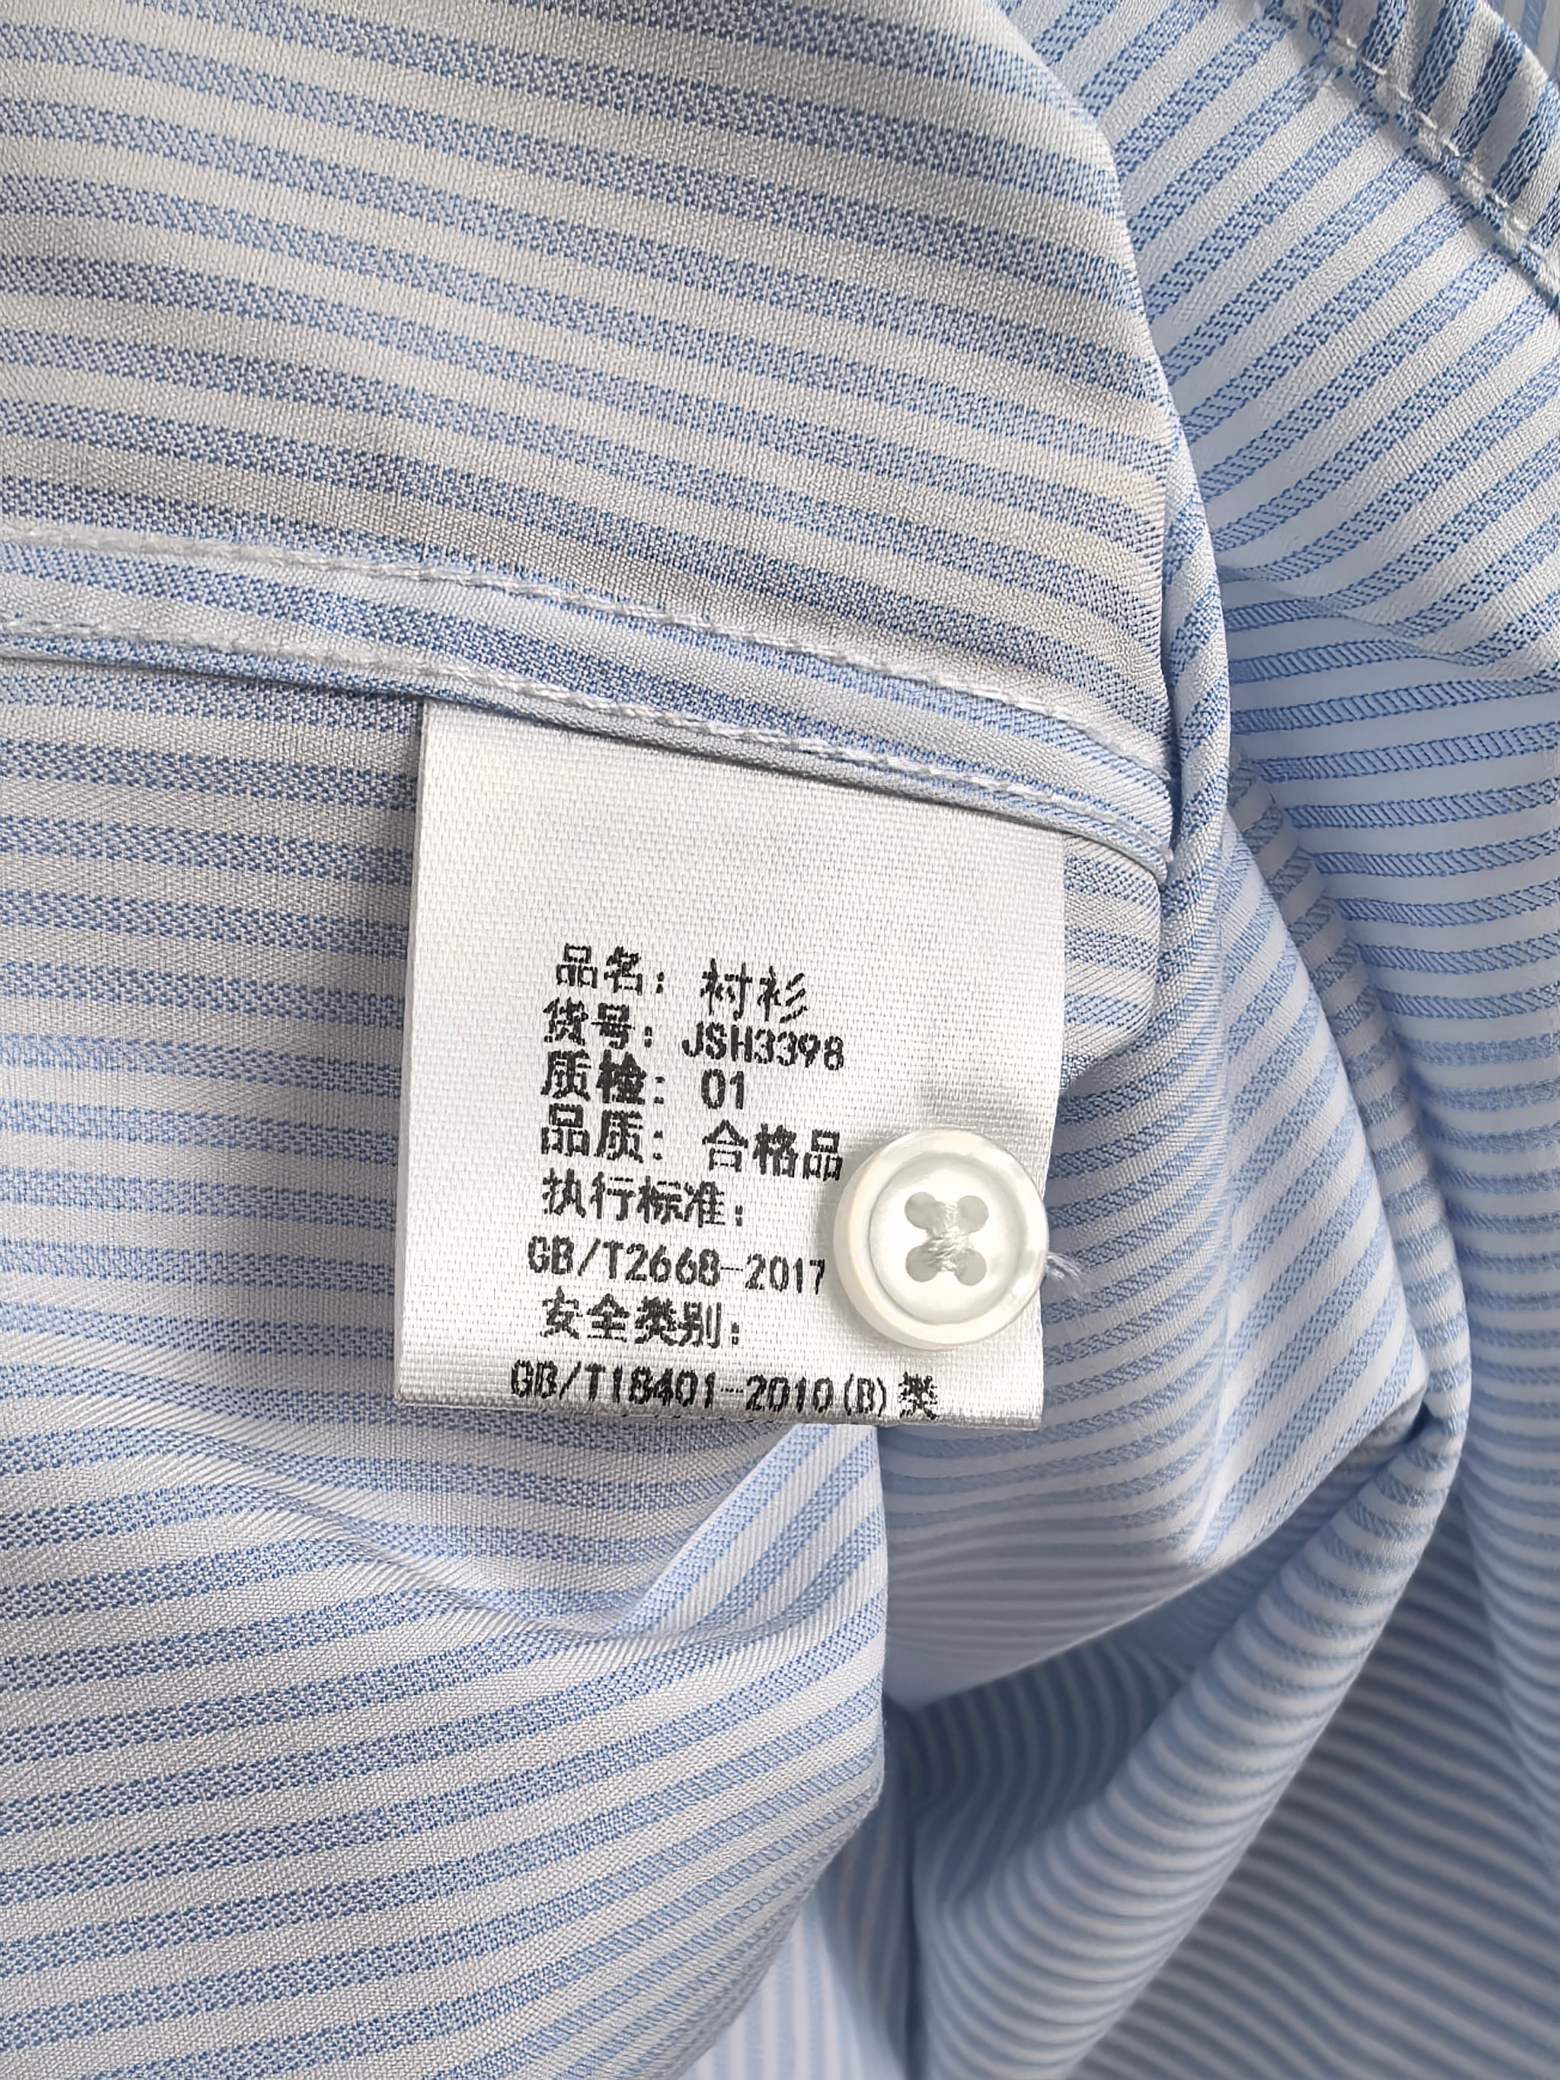 品名：衬衫
货号：JSH3398
质检：01
品质：合格品
执行标准：
GB/T2668-2017
安全类别：
GB/T18401-2010(B)类